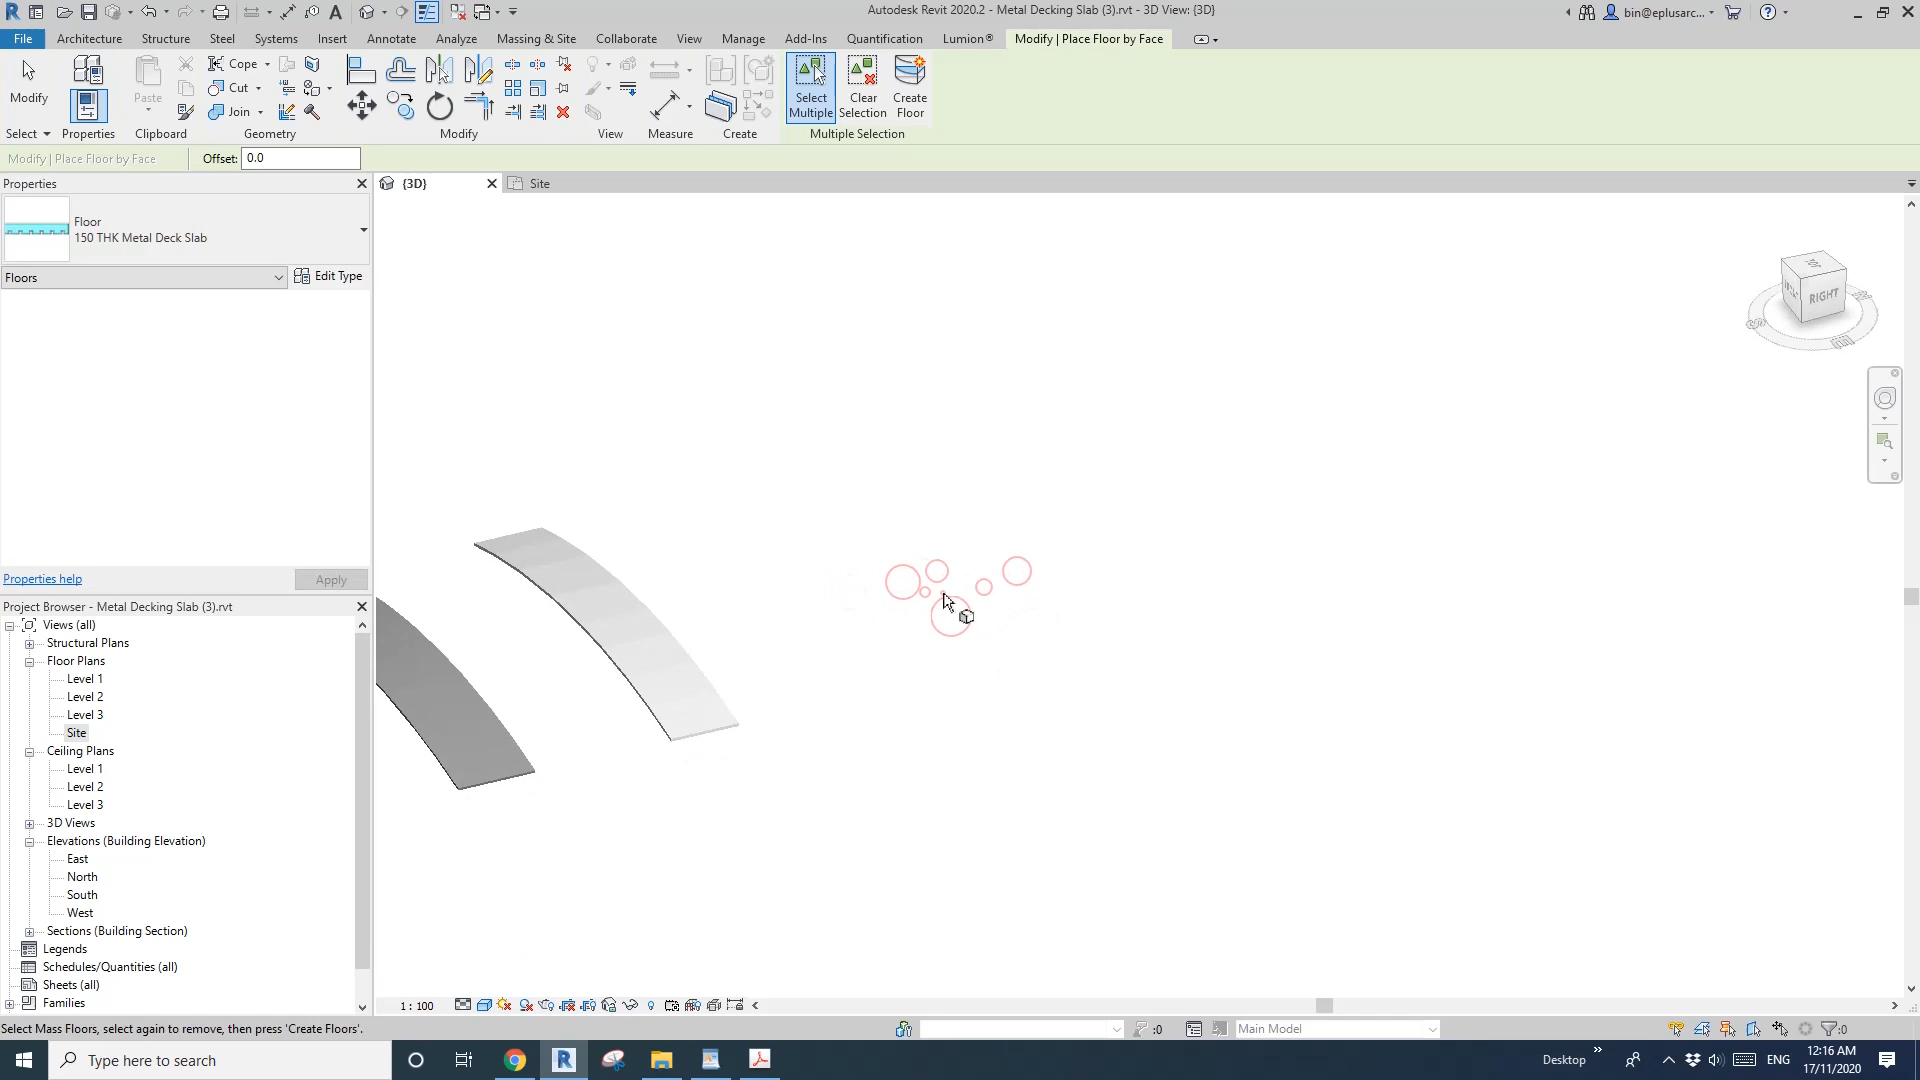 Autodesk Revit 2020.2 - Metal Decking Slab (3).rvt - 3D View: {3D}
bin@eplusarc...
File
Architecture
Structure
Steel
Systems
Insert
Annotate
Analyze
Massing & Site
Collaborate
View
Manage
Add-Ins
Quantification
Lumion®
Modify | Place Floor by Face
Modify
Paste
Cope
Cut
Join
Select Multiple
Clear Selection
Create Floor
Select
Properties
Clipboard
Geometry
Modify
View
Measure
Create
Multiple Selection
Modify | Place Floor by Face
Offset:
0.0
Properties
{3D}
Site
Floor
150 THK Metal Deck Slab
Floors
Edit Type
TOP
RIGHT
Properties help
Apply
Project Browser - Metal Decking Slab (3).rvt
Views (all)
Structural Plans
Floor Plans
Level 1
Level 2
Level 3
Site
Ceiling Plans
Level 1
Level 2
Level 3
3D Views
Elevations (Building Elevation)
East
North
South
West
Sections (Building Section)
Legends
Schedules/Quantities (all)
Sheets (all)
Families
1 : 100
Select Mass Floors, select again to remove, then press 'Create Floors'.
:0
Main Model
:0
Type here to search
Desktop
ENG
12:16 AM
17/11/2020